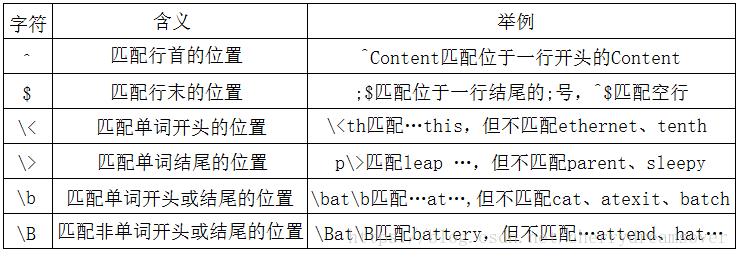 字符 含义 举例
^ 匹配行首的位置 ^Content匹配位于一行开头的Content
$ 匹配行末的位置 ;$匹配位于一行结尾的;号，^$匹配空行
\< 匹配单词开头的位置 \<th匹配…this，但不匹配ethernet、tenth
\> 匹配单词结尾的位置 p\>匹配leap …，但不匹配parent、sleepy
\b 匹配单词开头或结尾的位置 \bat\b匹配…at…,但不匹配cat、atexit、batch
\B 匹配非单词开头或结尾的位置 \Bat\B匹配battery，但不匹配…attend、hat…